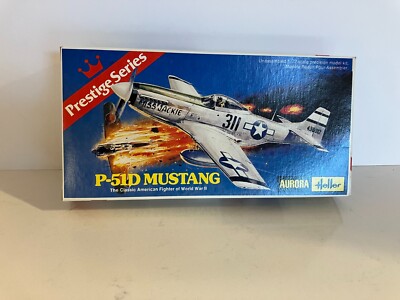 Prestige Series
Unassembled 1/72 scale precision model kit.
311
P-51D MUSTANG
The Classic American Fighter of World War II
AURORA Heller